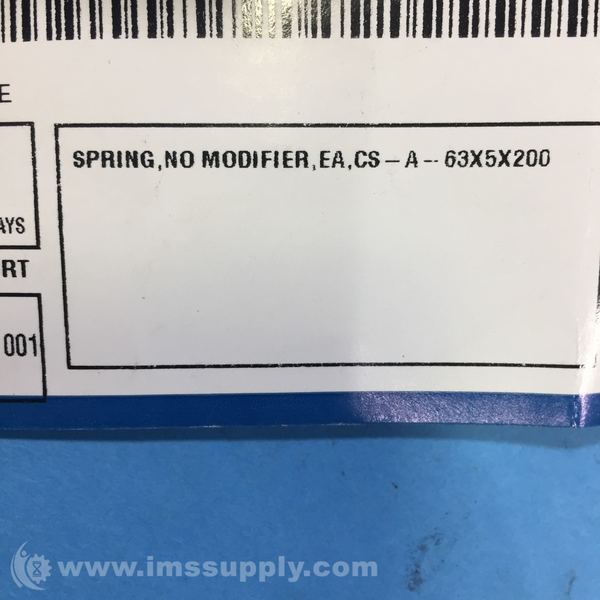 E
SPRING,NO MODIFIER,EA,CS-A--63X5X200
AYS
RT
001
www.imssupply.com